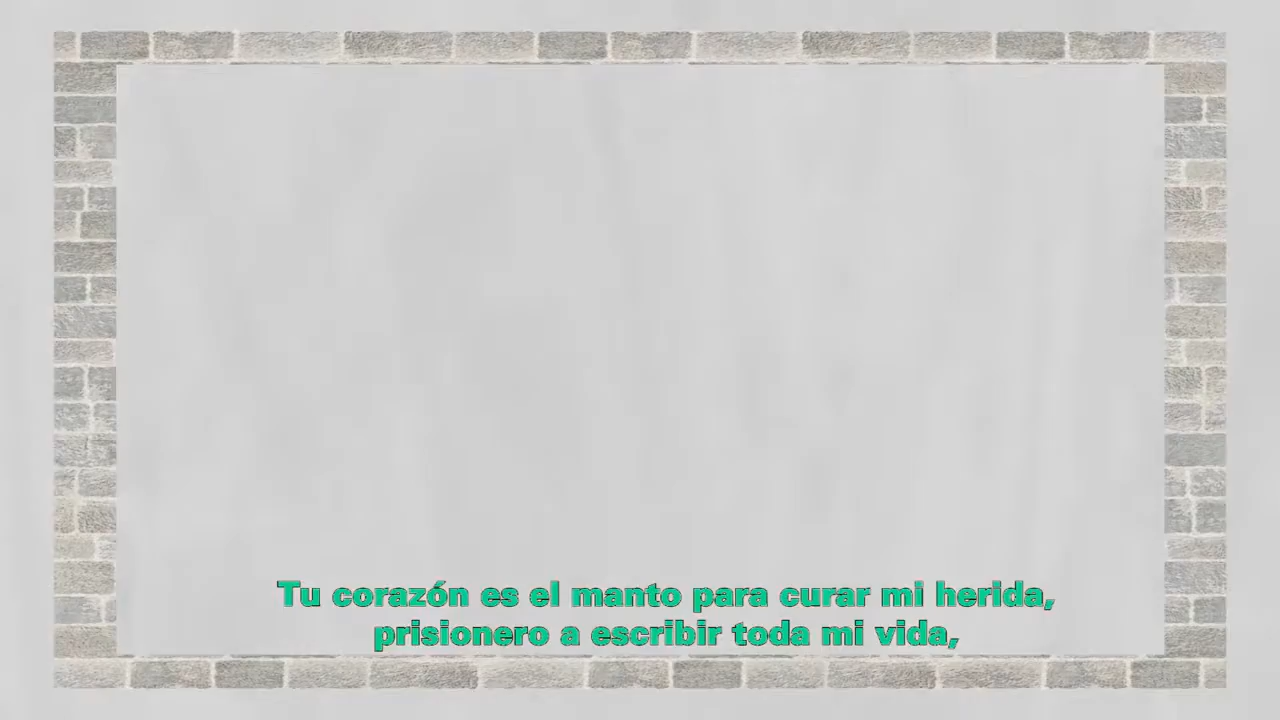 Tu corazón es el manto para curar mi herida,
prisionero a escribir toda mi vida,